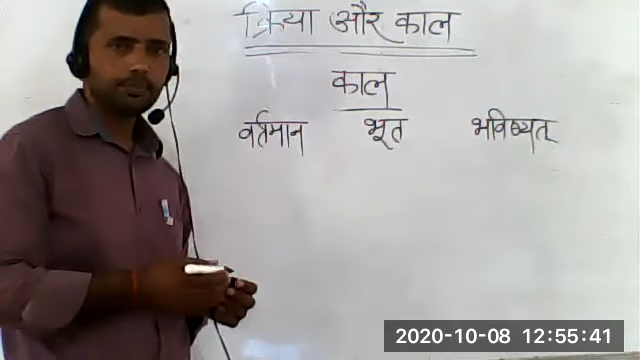 क्रिया और काल
काल
वर्तमान भूत भविष्यत्
2020-10-08 12:55:41